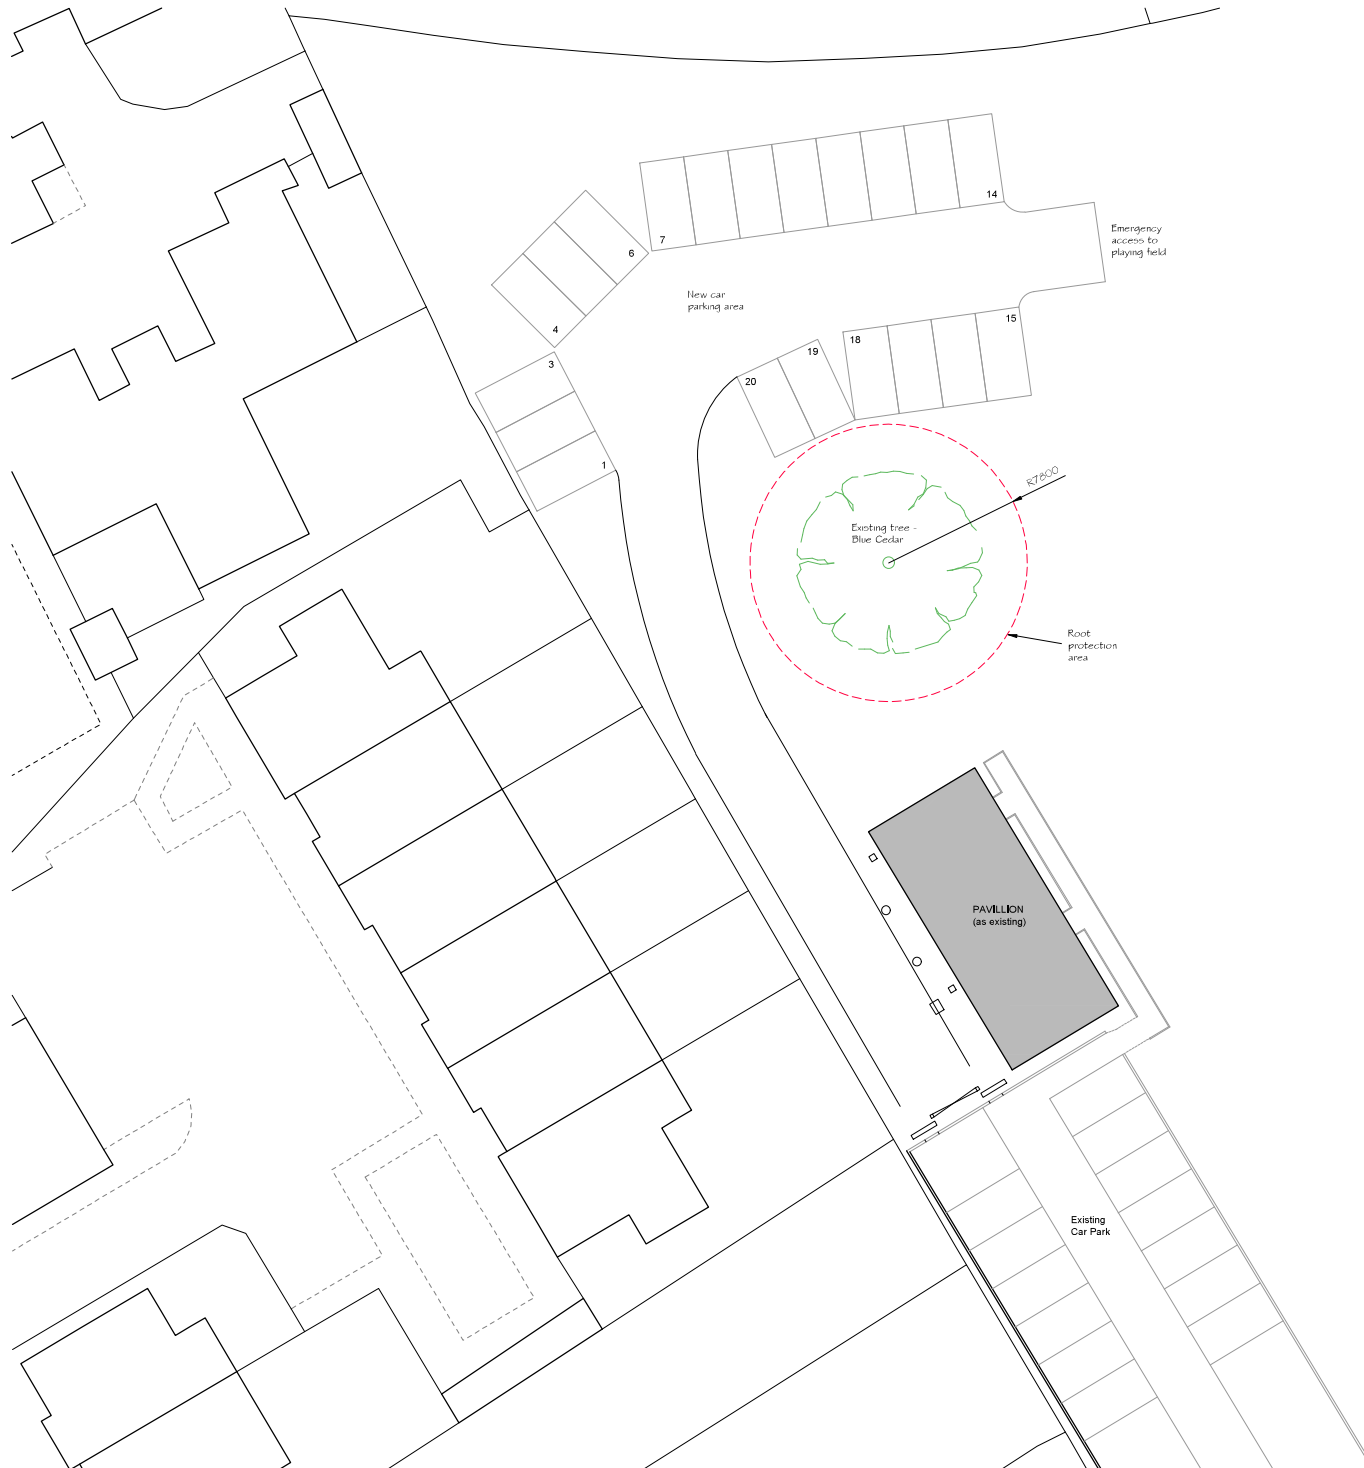 14
7
Emergency
access to
playing field
6
New car
parking area
4
15
18
19
3
20
1
R7800
Existing tree -
Blue Cedar
Root
protection
area
PAVILLION
(as existing)
Existing
Car Park